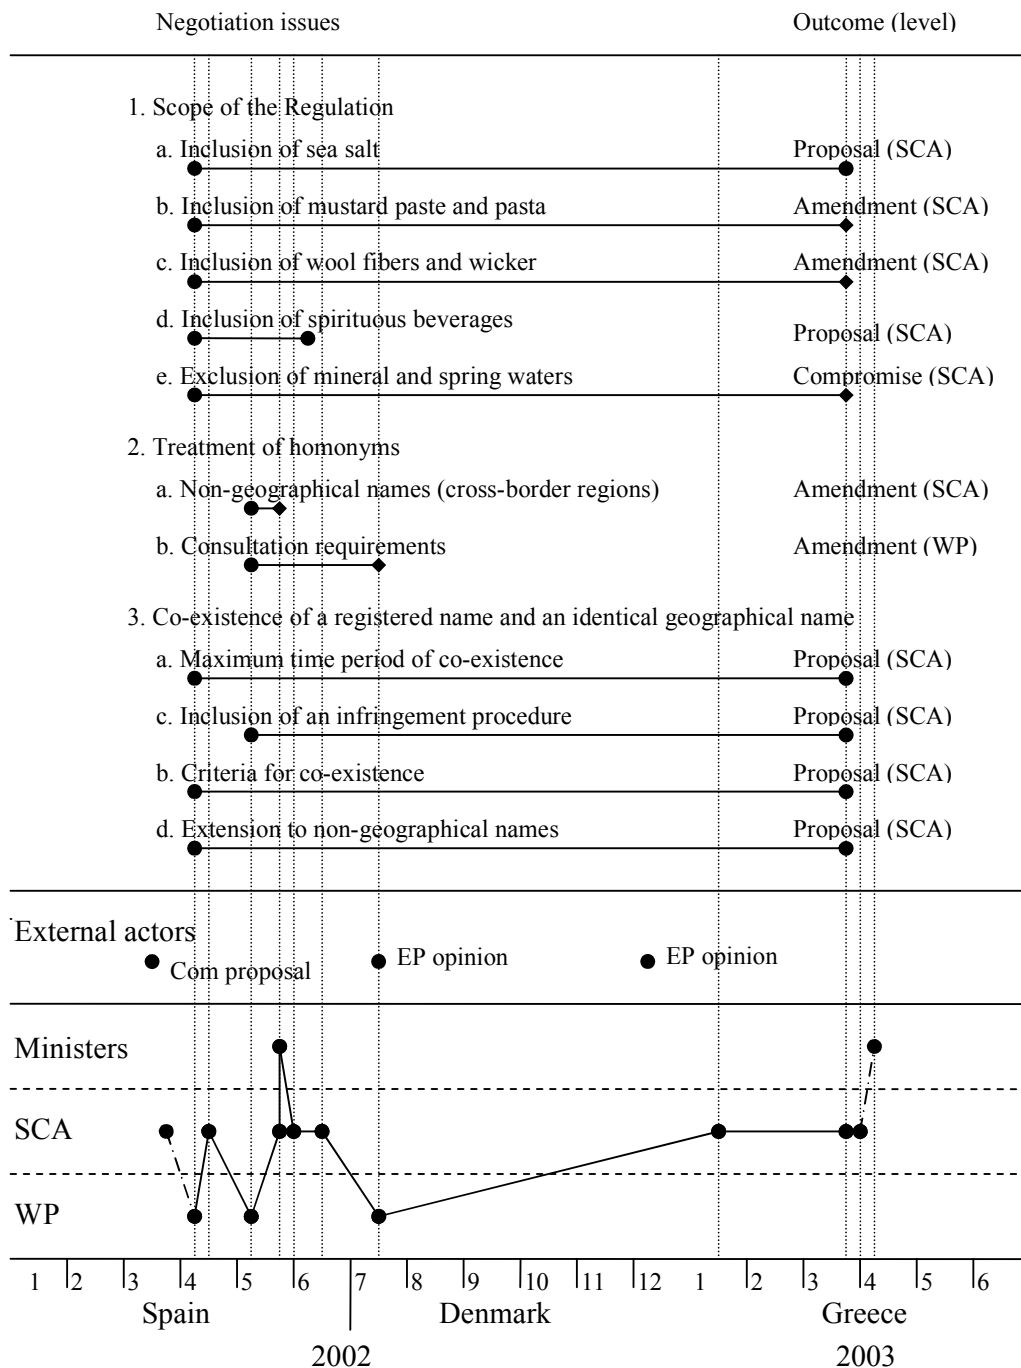 Negotiation issues Outcome (level)
1. Scope of the Regulation
a. Inclusion of sea salt Proposal (SCA)
b. Inclusion of mustard paste and pasta Amendment (SCA)
c. Inclusion of wool fibers and wicker Amendment (SCA)
d. Inclusion of spirituous beverages Proposal (SCA)
e. Exclusion of mineral and spring waters Compromise (SCA)
2. Treatment of homonyms
a. Non-geographical names (cross-border regions) Amendment (SCA)
b. Consultation requirements Amendment (WP)
3. Co-existence of a registered name and an identical geographical name
a. Maximum time period of co-existence Proposal (SCA)
c. Inclusion of an infringement procedure Proposal (SCA)
b. Criteria for co-existence Proposal (SCA)
d. Extension to non-geographical names Proposal (SCA)
External actors
Com proposal EP opinion EP opinion
Ministers
SCA
WP
1 2 3 4 5 6 7 8 9 10 11 12 1 2 3 4 5 6
Spain Denmark Greece
2002 2003